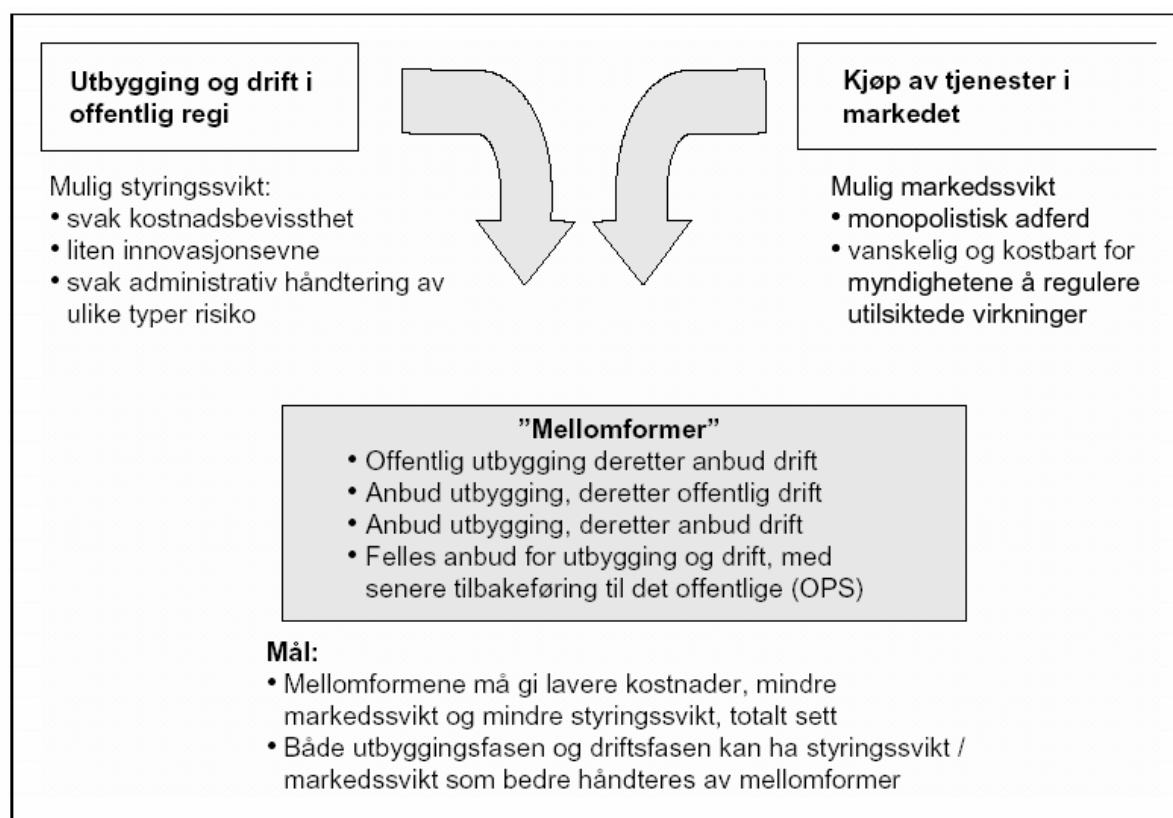 Utbygging og drift i
offentlig regi
Mulig styringssvikt:
• svak kostnadsbevissthet
• liten innovasjonsevne
• svak administrativ håndtering av
ulike typer risiko
Kjøp av tjenester i
markedet
Mulig markedssvikt
• monopolistisk adferd
• vanskelig og kostbart for
myndighetene å regulere
utilsiktede virkninger
”Mellomformer”
• Offentlig utbygging deretter anbud drift
• Anbud utbygging, deretter offentlig drift
• Anbud utbygging, deretter anbud drift
• Felles anbud for utbygging og drift, med
senere tilbakeføring til det offentlige (OPS)
Mål:
• Mellomformene må gi lavere kostnader, mindre
markedssvikt og mindre styringssvikt, totalt sett
• Både utbyggingsfasen og driftsfasen kan ha styringssvikt /
markedssvikt som bedre håndteres av mellomformer